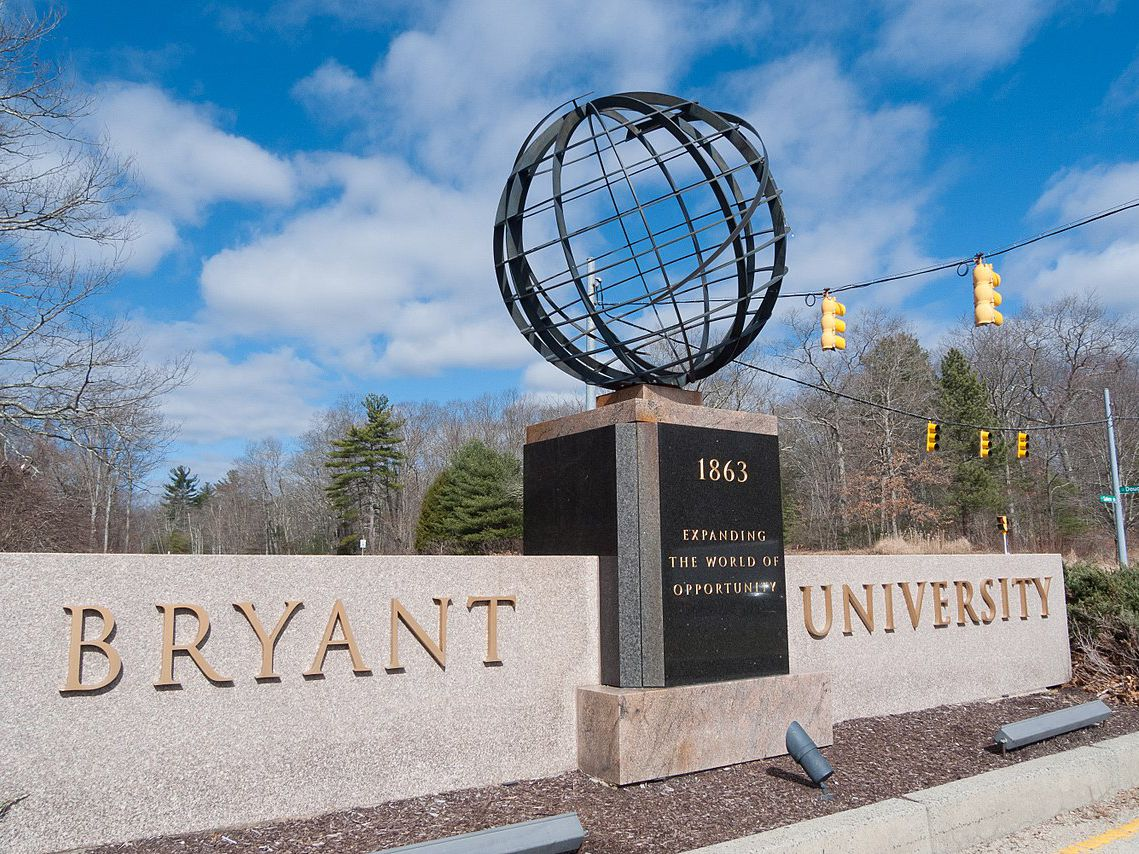 BRYANT
1863
EXPANDING
THE WORLD OF
OPPORTUNITY
UNIVERSITY